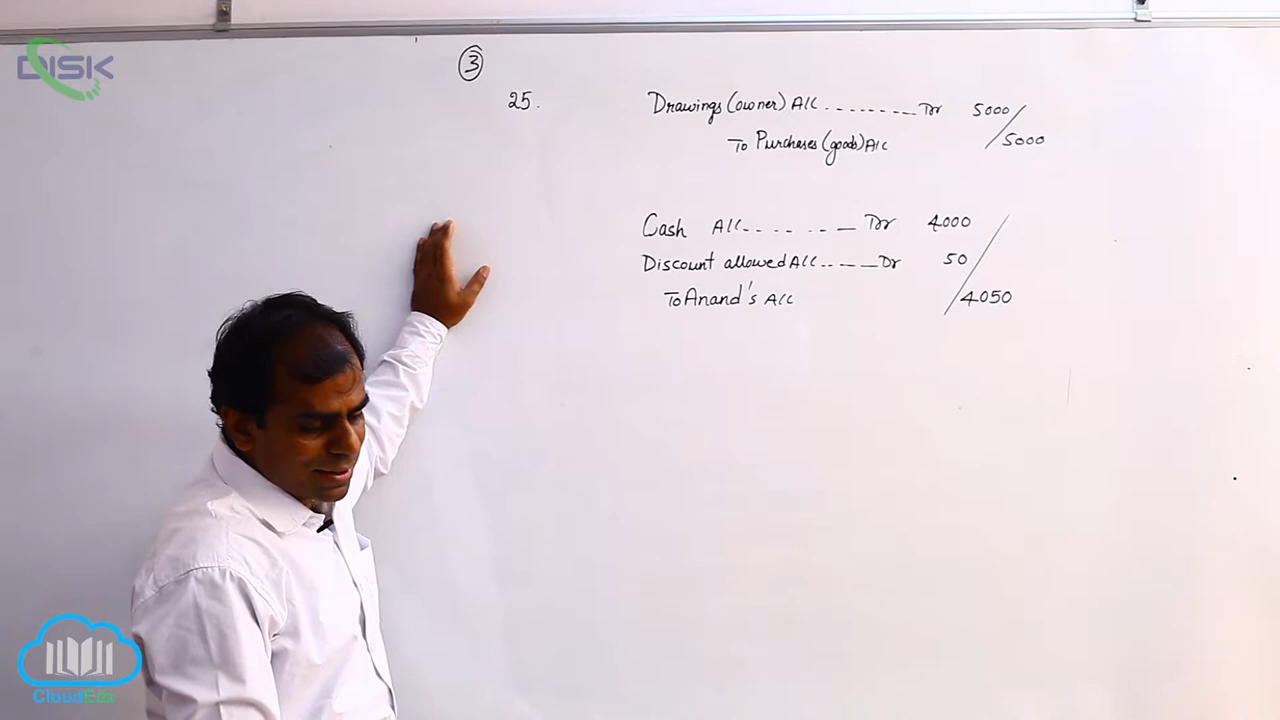 DISK
3
25. Drawings (owner) A/C ---------- Dr 5000
To Purchases (goods) A/C 5000
Cash A/C---- . -- Dr 4000
Discount allowed A/C ..---- Dr 50
To Anand's A/C 4050
CloudEdz